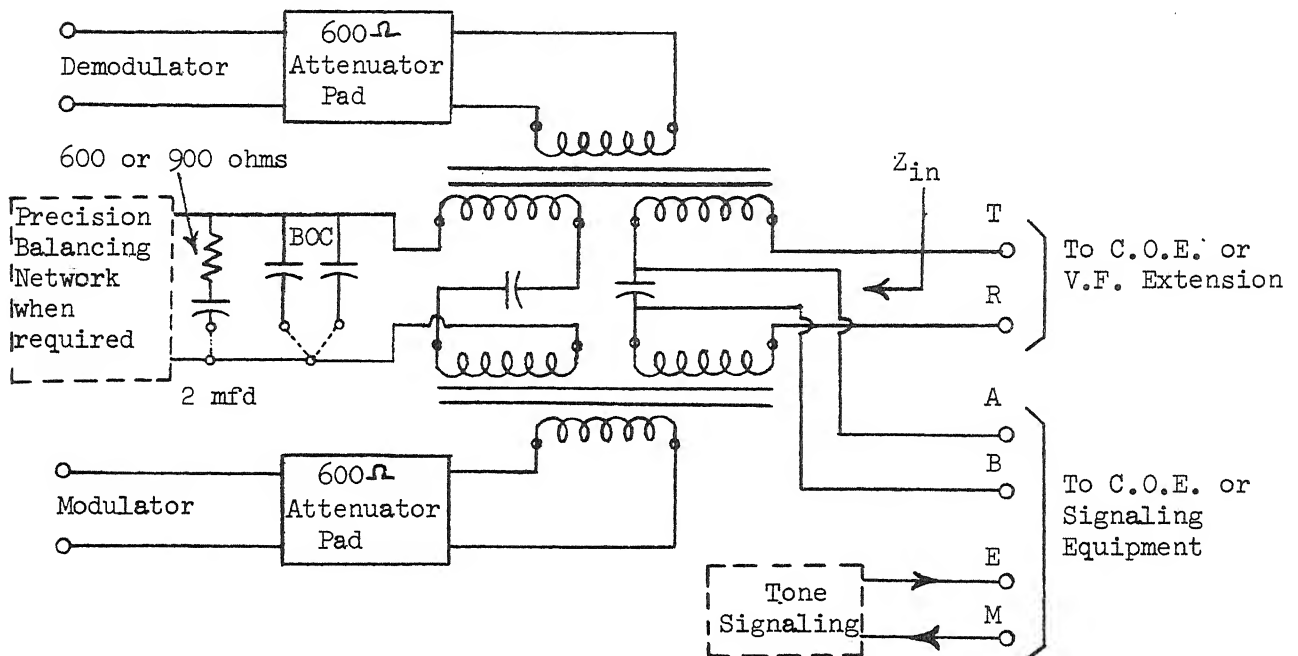 600Ω
Attenuator
Pad
Demodulator
600 or 900 ohms
Precision
Balancing
Network
when
required
BOC
2 mfd
Zin
T
R
To C.O.E. or
V.F. Extension
A
B
To C.O.E. or
Signaling
Equipment
E
M
Tone
Signaling
Modulator
600Ω
Attenuator
Pad